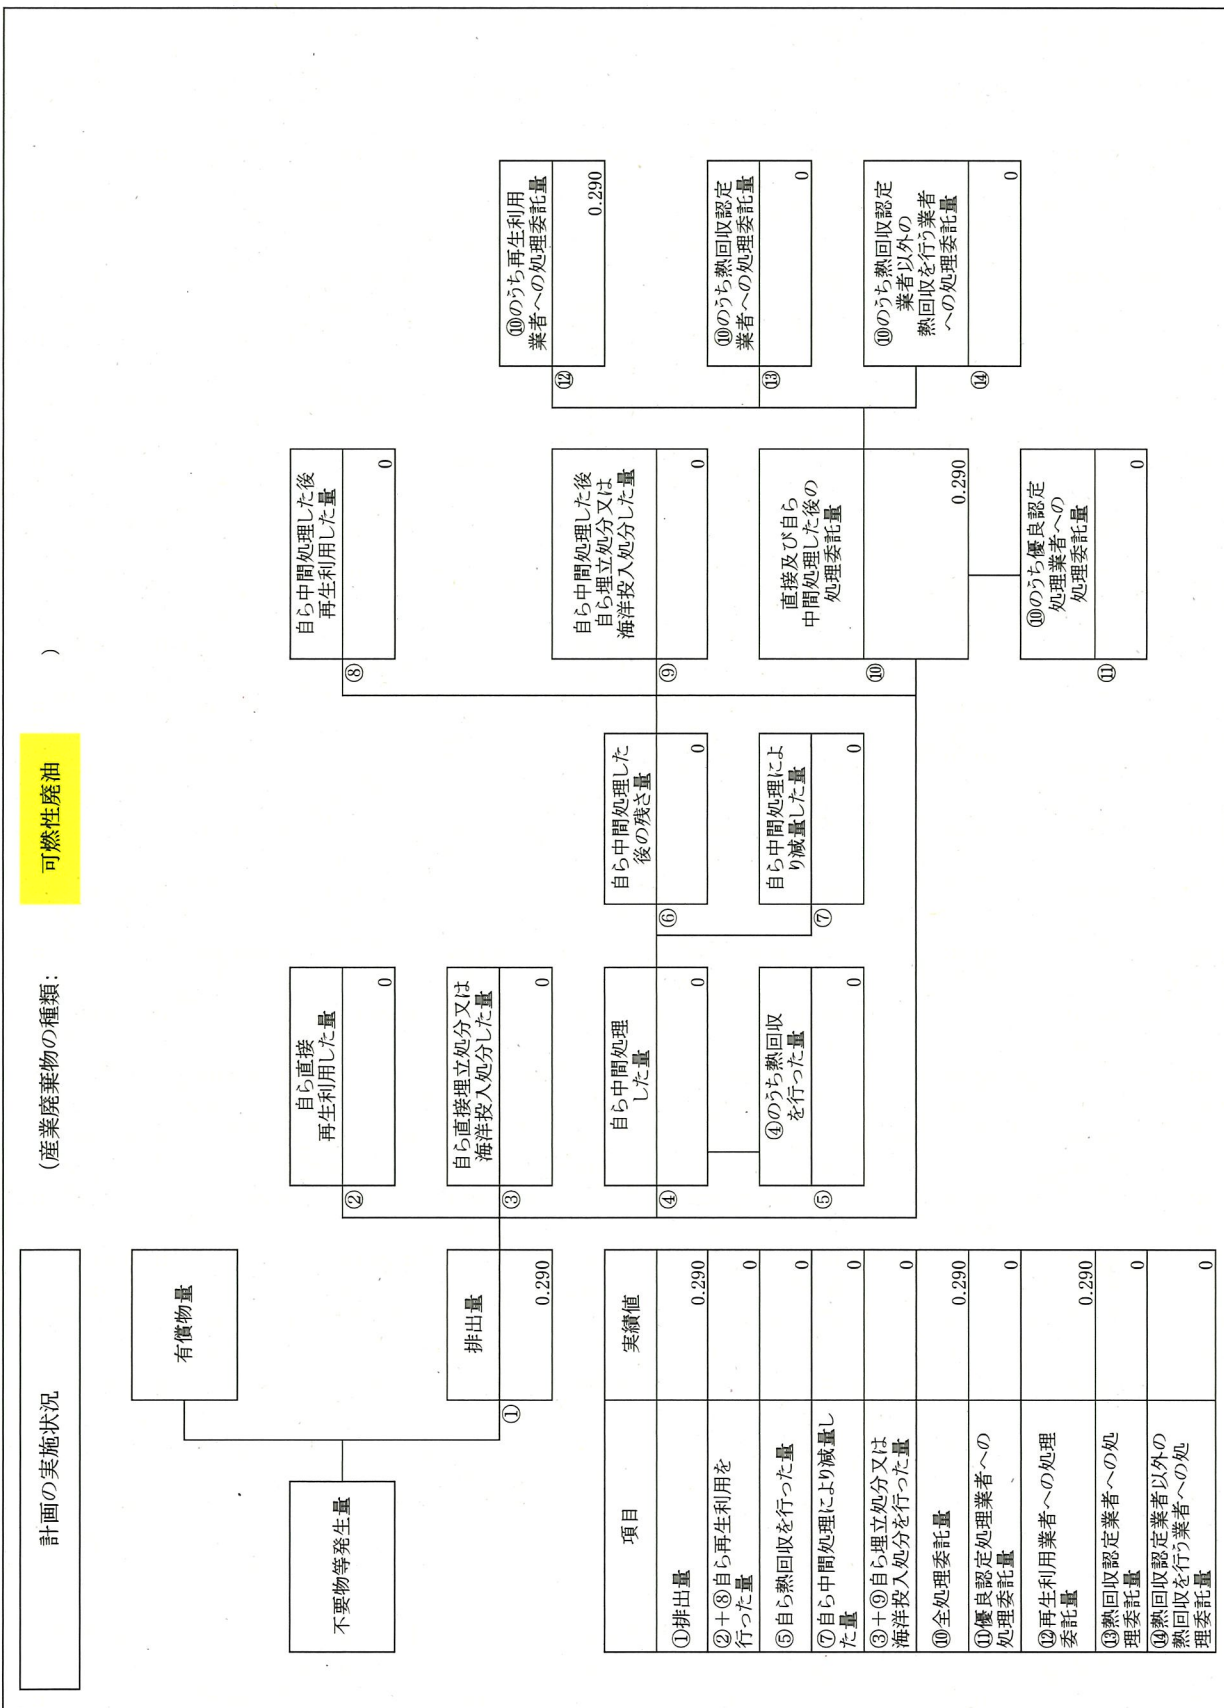 計画の実施状況
(産業廃棄物の種類:
可燃性廃油
)
不要物等発生量
有償物量
①
排出量
0.290
②
自ら直接
再生利用した量
0
③
自ら直接埋立処分又は
海洋投入処分した量
0
④
自ら中間処理
した量
0
⑤
④のうち熱回収
を行った量
0
⑥
自ら中間処理した
後の残さ量
0
⑦
自ら中間処理によ
り減量した量
0
⑧
自ら中間処理した後
再生利用した量
0
⑨
自ら中間処理した後
自ら埋立処分又は
海洋投入処分した量
0
⑩
直接及び自ら
中間処理した後の
処理委託量
0.290
⑪
⑩のうち優良認定
処理業者への
処理委託量
0
⑫
⑩のうち再生利用
業者への処理委託量
0.290
⑬
⑩のうち熱回収認定
業者への処理委託量
0
⑭
⑩のうち熱回収認定
業者以外の
熱回収を行う業者
への処理委託量
0
項目
実績値
①排出量
0.290
②+⑧自ら再生利用を
行った量
0
⑤自ら熱回収を行った量
0
⑦自ら中間処理により減量し
た量
0
③+⑨自ら埋立処分又は
海洋投入処分を行った量
0
⑩全処理委託量
0.290
⑪優良認定処理業者への
処理委託量
0
⑫再生利用業者への処理
委託量
0.290
⑬熱回収認定業者への処
理委託量
0
⑭熱回収認定業者以外の
熱回収を行う業者への処
理委託量
0